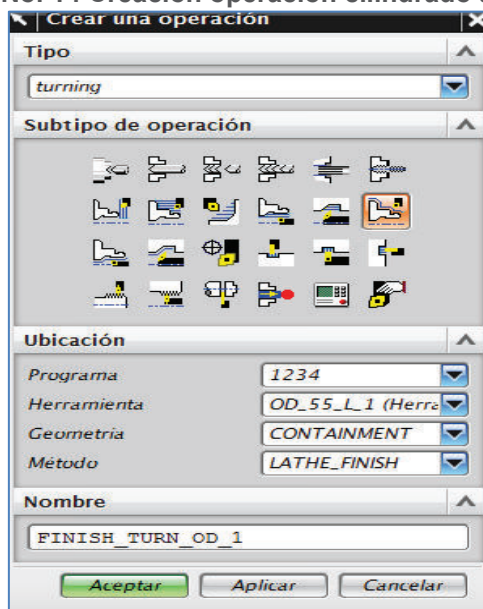 Crear una operación
Tipo
turning
Subtipo de operación
Ubicación
Programa 1234
Herramienta OD_55_L_1 (Herra
Geometría CONTAINMENT
Método LATHE_FINISH
Nombre
FINISH_TURN_OD_1
Aceptar Aplicar Cancelar